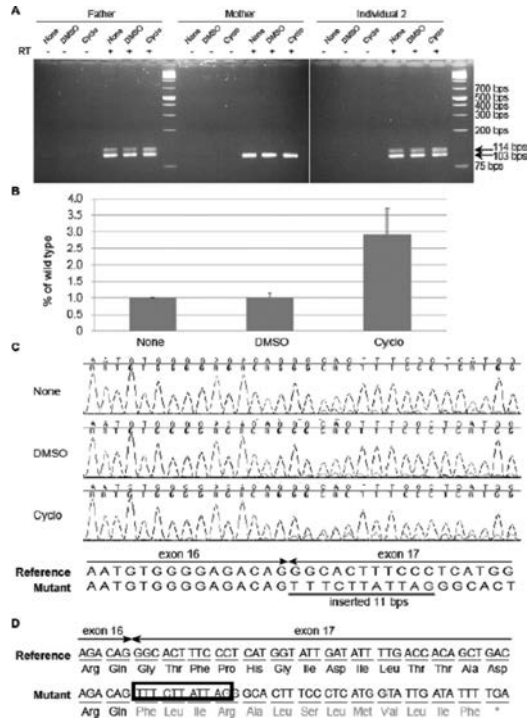 A
Father Mother Individual 2
None DMSO Cyclo None DMSO Cyclo None DMSO Cyclo None DMSO Cyclo None DMSO Cyclo None DMSO Cyclo
RT - - - + + + - - - + + + - - - + + +
700 bps
500 bps
400 bps
300 bps
200 bps
114 bps
103 bps
75 bps
B
% of wild type
4.0
3.5
3.0
2.5
2.0
1.5
1.0
0.5
0
None DMSO Cyclo
C
None
DMSO
Cyclo
exon 16 exon 17
Reference AATGTGGGGAGACAGGGCACTTTCCCTCATGG
Mutant AATGTGGGGAGACAGTTTCTTATTAGGGCACT
inserted 11 bps
D
exon 16 exon 17
Reference AGA CAG GGC ACT TTC CCT CAT GGT ATT GAT ATT TTG ACC ACA GCT GAC
Arg Gln Gly Thr Phe Pro His Gly Ile Asp Ile Leu Thr Thr Ala Asp
Mutant AGA CAG TTT CTT ATT AGG GCA CTT TCC CTC ATG GTA TTG ATA TTT TGA
Arg Gln Phe Leu Ile Arg Ala Leu Ser Leu Met Val Leu Ile Phe *